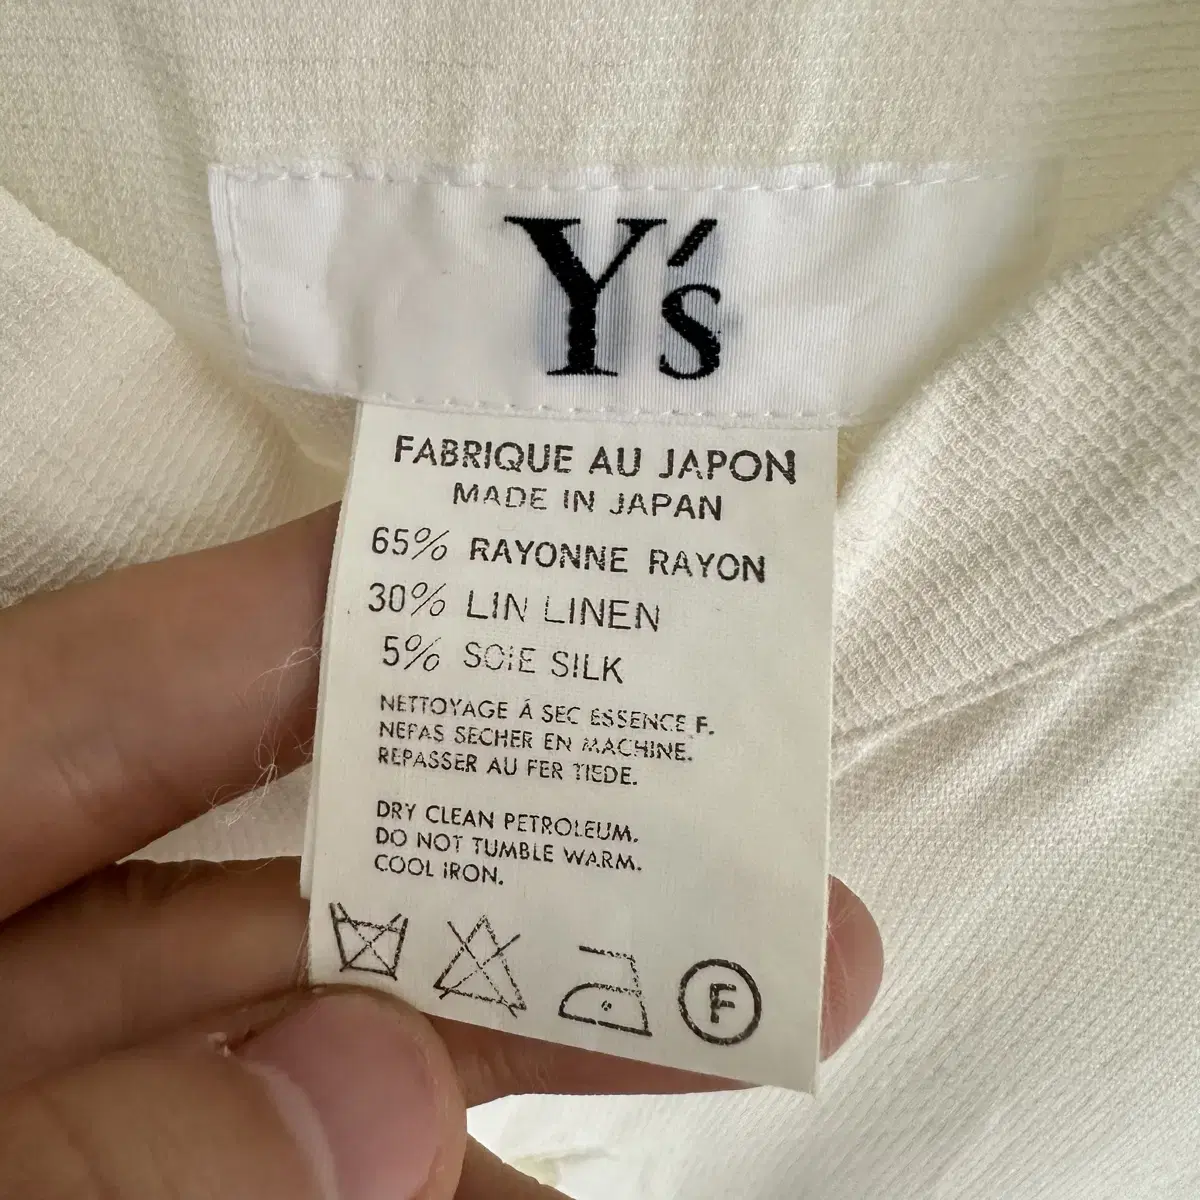 Y's
FABRIQUE AU JAPON
MADE IN JAPAN
65% RAYONNE RAYON
30% LIN LINEN
5% SOIE SILK
NETTOYAGE À SEC ESSENCE F.
NEPAS SECHER EN MACHINE.
REPASSER AU FER TIEDE.
DRY CLEAN PETROLEUM.
DO NOT TUMBLE WARM.
COOL IRON.
F